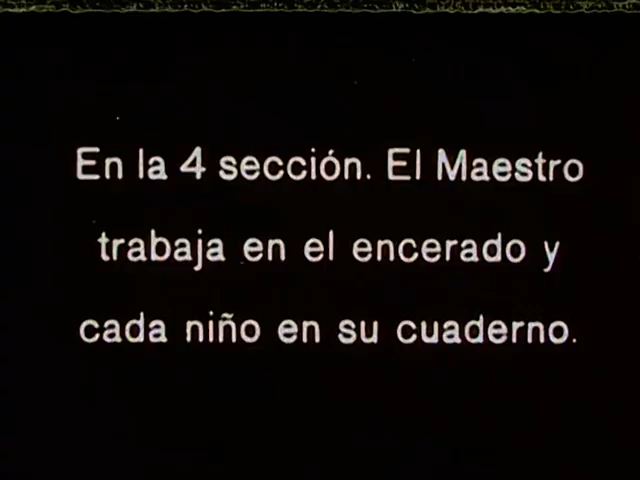 En la 4 sección. El Maestro
trabaja en el encerado y
cada niño en su cuaderno.